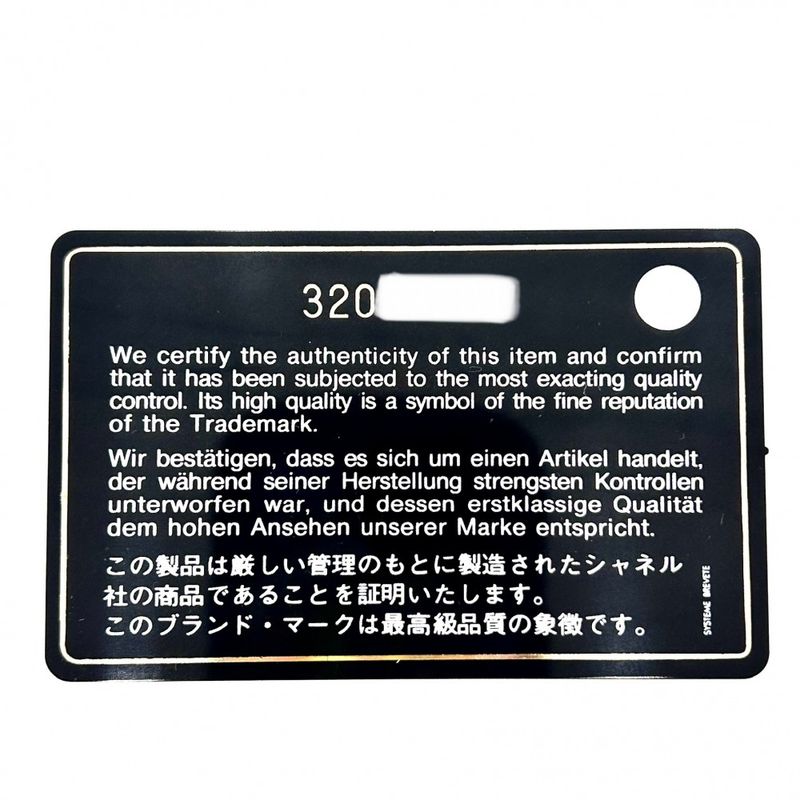 320
We certify the authenticity of this item and confirm
that it has been subjected to the most exacting quality
control. Its high quality is a symbol of the fine reputation
of the Trademark.
Wir bestätigen, dass es sich um einen Artikel handelt,
der während seiner Herstellung strengsten Kontrollen
unterworfen war, und dessen erstklassige Qualität
dem hohen Ansehen unserer Marke entspricht.
この製品は厳しい管理のもとに製造されたシャネル
社の商品であることを証明いたします。
このブランド・マークは最高級品質の象徴です。
SYSTEME BREVETE